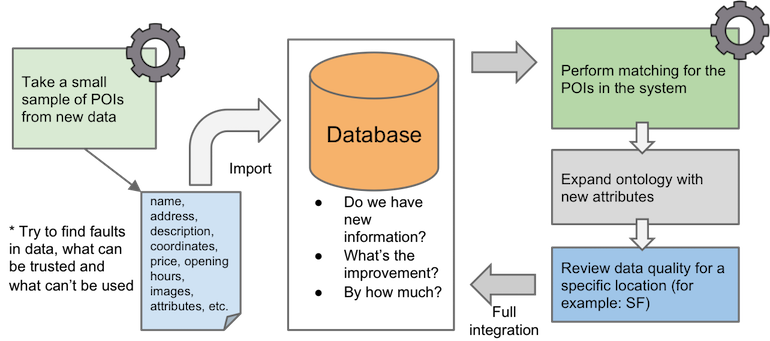 Take a small
sample of POIs
from new data
name,
address,
description,
coordinates,
price, opening
hours,
images,
attributes, etc.
* Try to find faults
in data, what can
be trusted and
what can't be used
Import
Database
● Do we have
new
information?
● What's the
improvement?
● By how much?
Perform matching for the
POIs in the system
Expand ontology with
new attributes
Review data quality for a
specific location (for
example: SF)
Full
integration